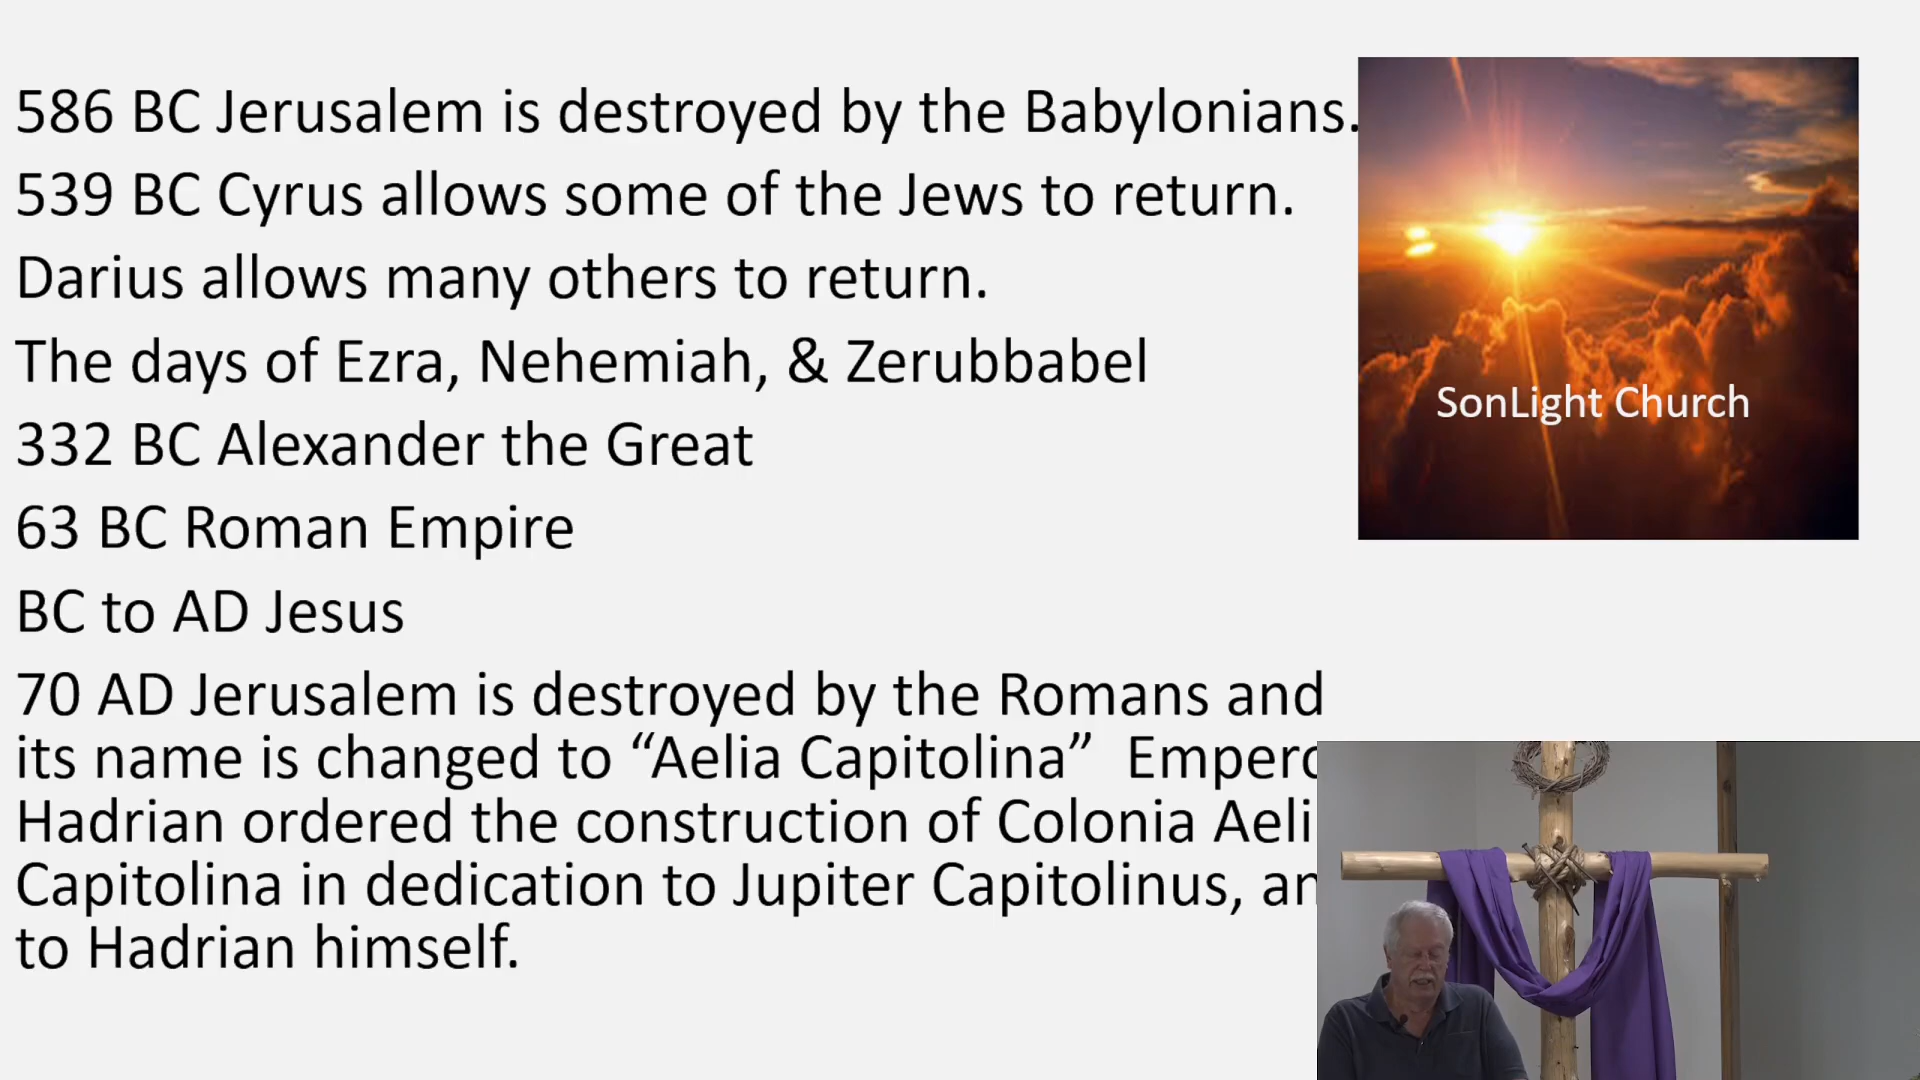 586 BC Jerusalem is destroyed by the Babylonians.
539 BC Cyrus allows some of the Jews to return.
Darius allows many others to return.
The days of Ezra, Nehemiah, & Zerubbabel
332 BC Alexander the Great
63 BC Roman Empire
BC to AD Jesus
70 AD Jerusalem is destroyed by the Romans and
its name is changed to “Aelia Capitolina”
Hadrian ordered the construction of Colonia
Capitolina in dedication to Jupiter Capitolinus,
to Hadrian himself.
SonLight Church